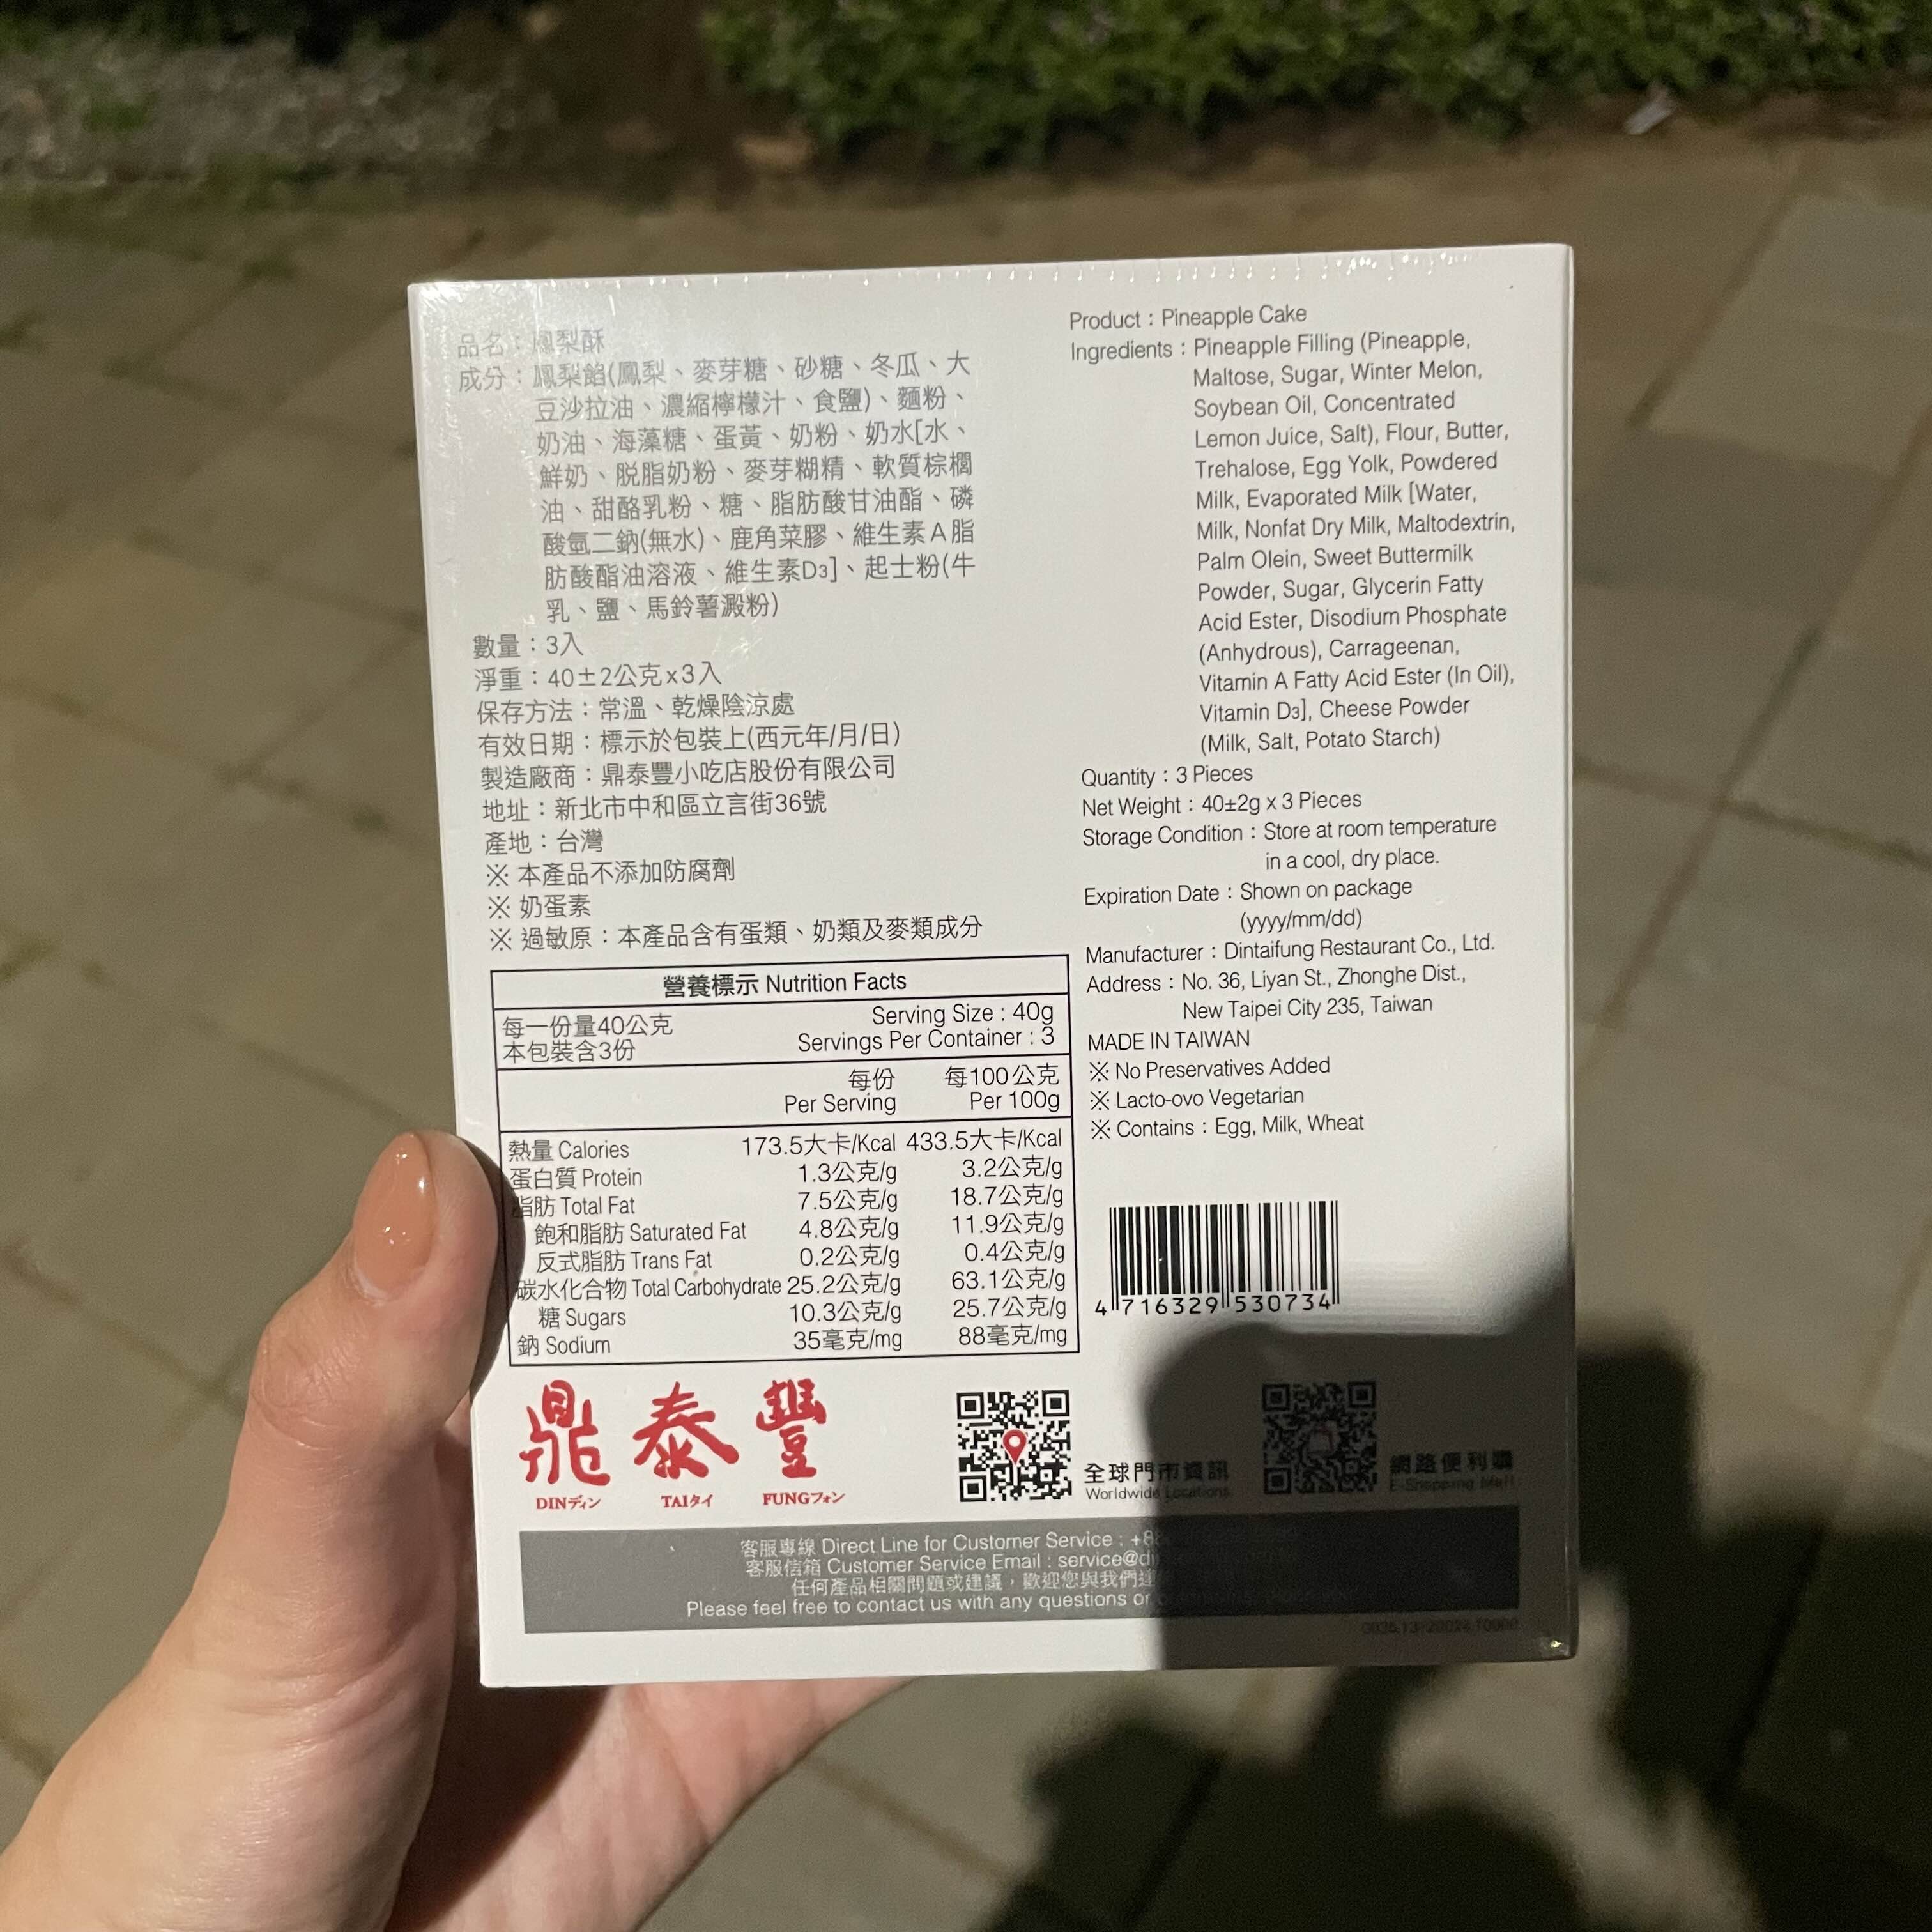 品名：鳳梨酥
成分：鳳梨餡(鳳梨、麥芽糖、砂糖、冬瓜、大
豆沙拉油、濃縮檸檬汁、食鹽)、麵粉、
奶油、海藻糖、蛋黃、奶粉、奶水[水、
鮮奶、脱脂奶粉、麥芽糊精、軟質棕櫚
油、甜酪乳粉、糖、脂肪酸甘油酯、磷
酸氫二鈉(無水)、鹿角菜膠、維生素A脂
肪酸酯油溶液、維生素D3]、起士粉(牛
乳、鹽、馬鈴薯澱粉)
數量：3入
淨重：40±2公克x3入
保存方法：常溫、乾燥陰涼處
有效日期：標示於包裝上(西元年/月/日)
製造廠商：鼎泰豐小吃店股份有限公司
地址：新北市中和區立言街36號
產地：台灣
※ 本產品不添加防腐劑
※ 奶蛋素
※ 過敏原：本產品含有蛋類、奶類及麥類成分
Product：Pineapple Cake
Ingredients：Pineapple Filling (Pineapple,
Maltose, Sugar, Winter Melon,
Soybean Oil, Concentrated
Lemon Juice, Salt), Flour, Butter,
Trehalose, Egg Yolk, Powdered
Milk, Evaporated Milk [Water,
Milk, Nonfat Dry Milk, Maltodextrin,
Palm Olein, Sweet Buttermilk
Powder, Sugar, Glycerin Fatty
Acid Ester, Disodium Phosphate
(Anhydrous), Carrageenan,
Vitamin A Fatty Acid Ester (In Oil),
Vitamin D3], Cheese Powder
(Milk, Salt, Potato Starch)
Quantity：3 Pieces
Net Weight：40±2g x 3 Pieces
Storage Condition：Store at room temperature
in a cool, dry place.
Expiration Date：Shown on package
(yyyy/mm/dd)
Manufacturer：Dintaifung Restaurant Co., Ltd.
Address：No. 36, Liyan St., Zhonghe Dist.,
New Taipei City 235, Taiwan
MADE IN TAIWAN
※ No Preservatives Added
※ Lacto-ovo Vegetarian
※ Contains：Egg, Milk, Wheat
營養標示 Nutrition Facts
每一份量40公克 Serving Size : 40g
本包裝含3份 Servings Per Container : 3
每份 每100公克
Per Serving Per 100g
熱量 Calories 173.5大卡/Kcal 433.5大卡/Kcal
蛋白質 Protein 1.3公克/g 3.2公克/g
脂肪 Total Fat 7.5公克/g 18.7公克/g
飽和脂肪 Saturated Fat 4.8公克/g 11.9公克/g
反式脂肪 Trans Fat 0.2公克/g 0.4公克/g
碳水化合物 Total Carbohydrate 25.2公克/g 63.1公克/g
糖 Sugars 10.3公克/g 25.7公克/g
鈉 Sodium 35毫克/mg 88毫克/mg
4 716329 530734
鼎泰豐
DINディン TAIタイ FUNGフォン
全球門市資訊
Worldwide Locations
網路便利購
E-Shopping Mall
客服專線 Direct Line for Customer Service : +8
客服信箱 Customer Service Email : service@di
任何產品相關問題或建議，歡迎您與我們
Please feel free to contact us with any questions or